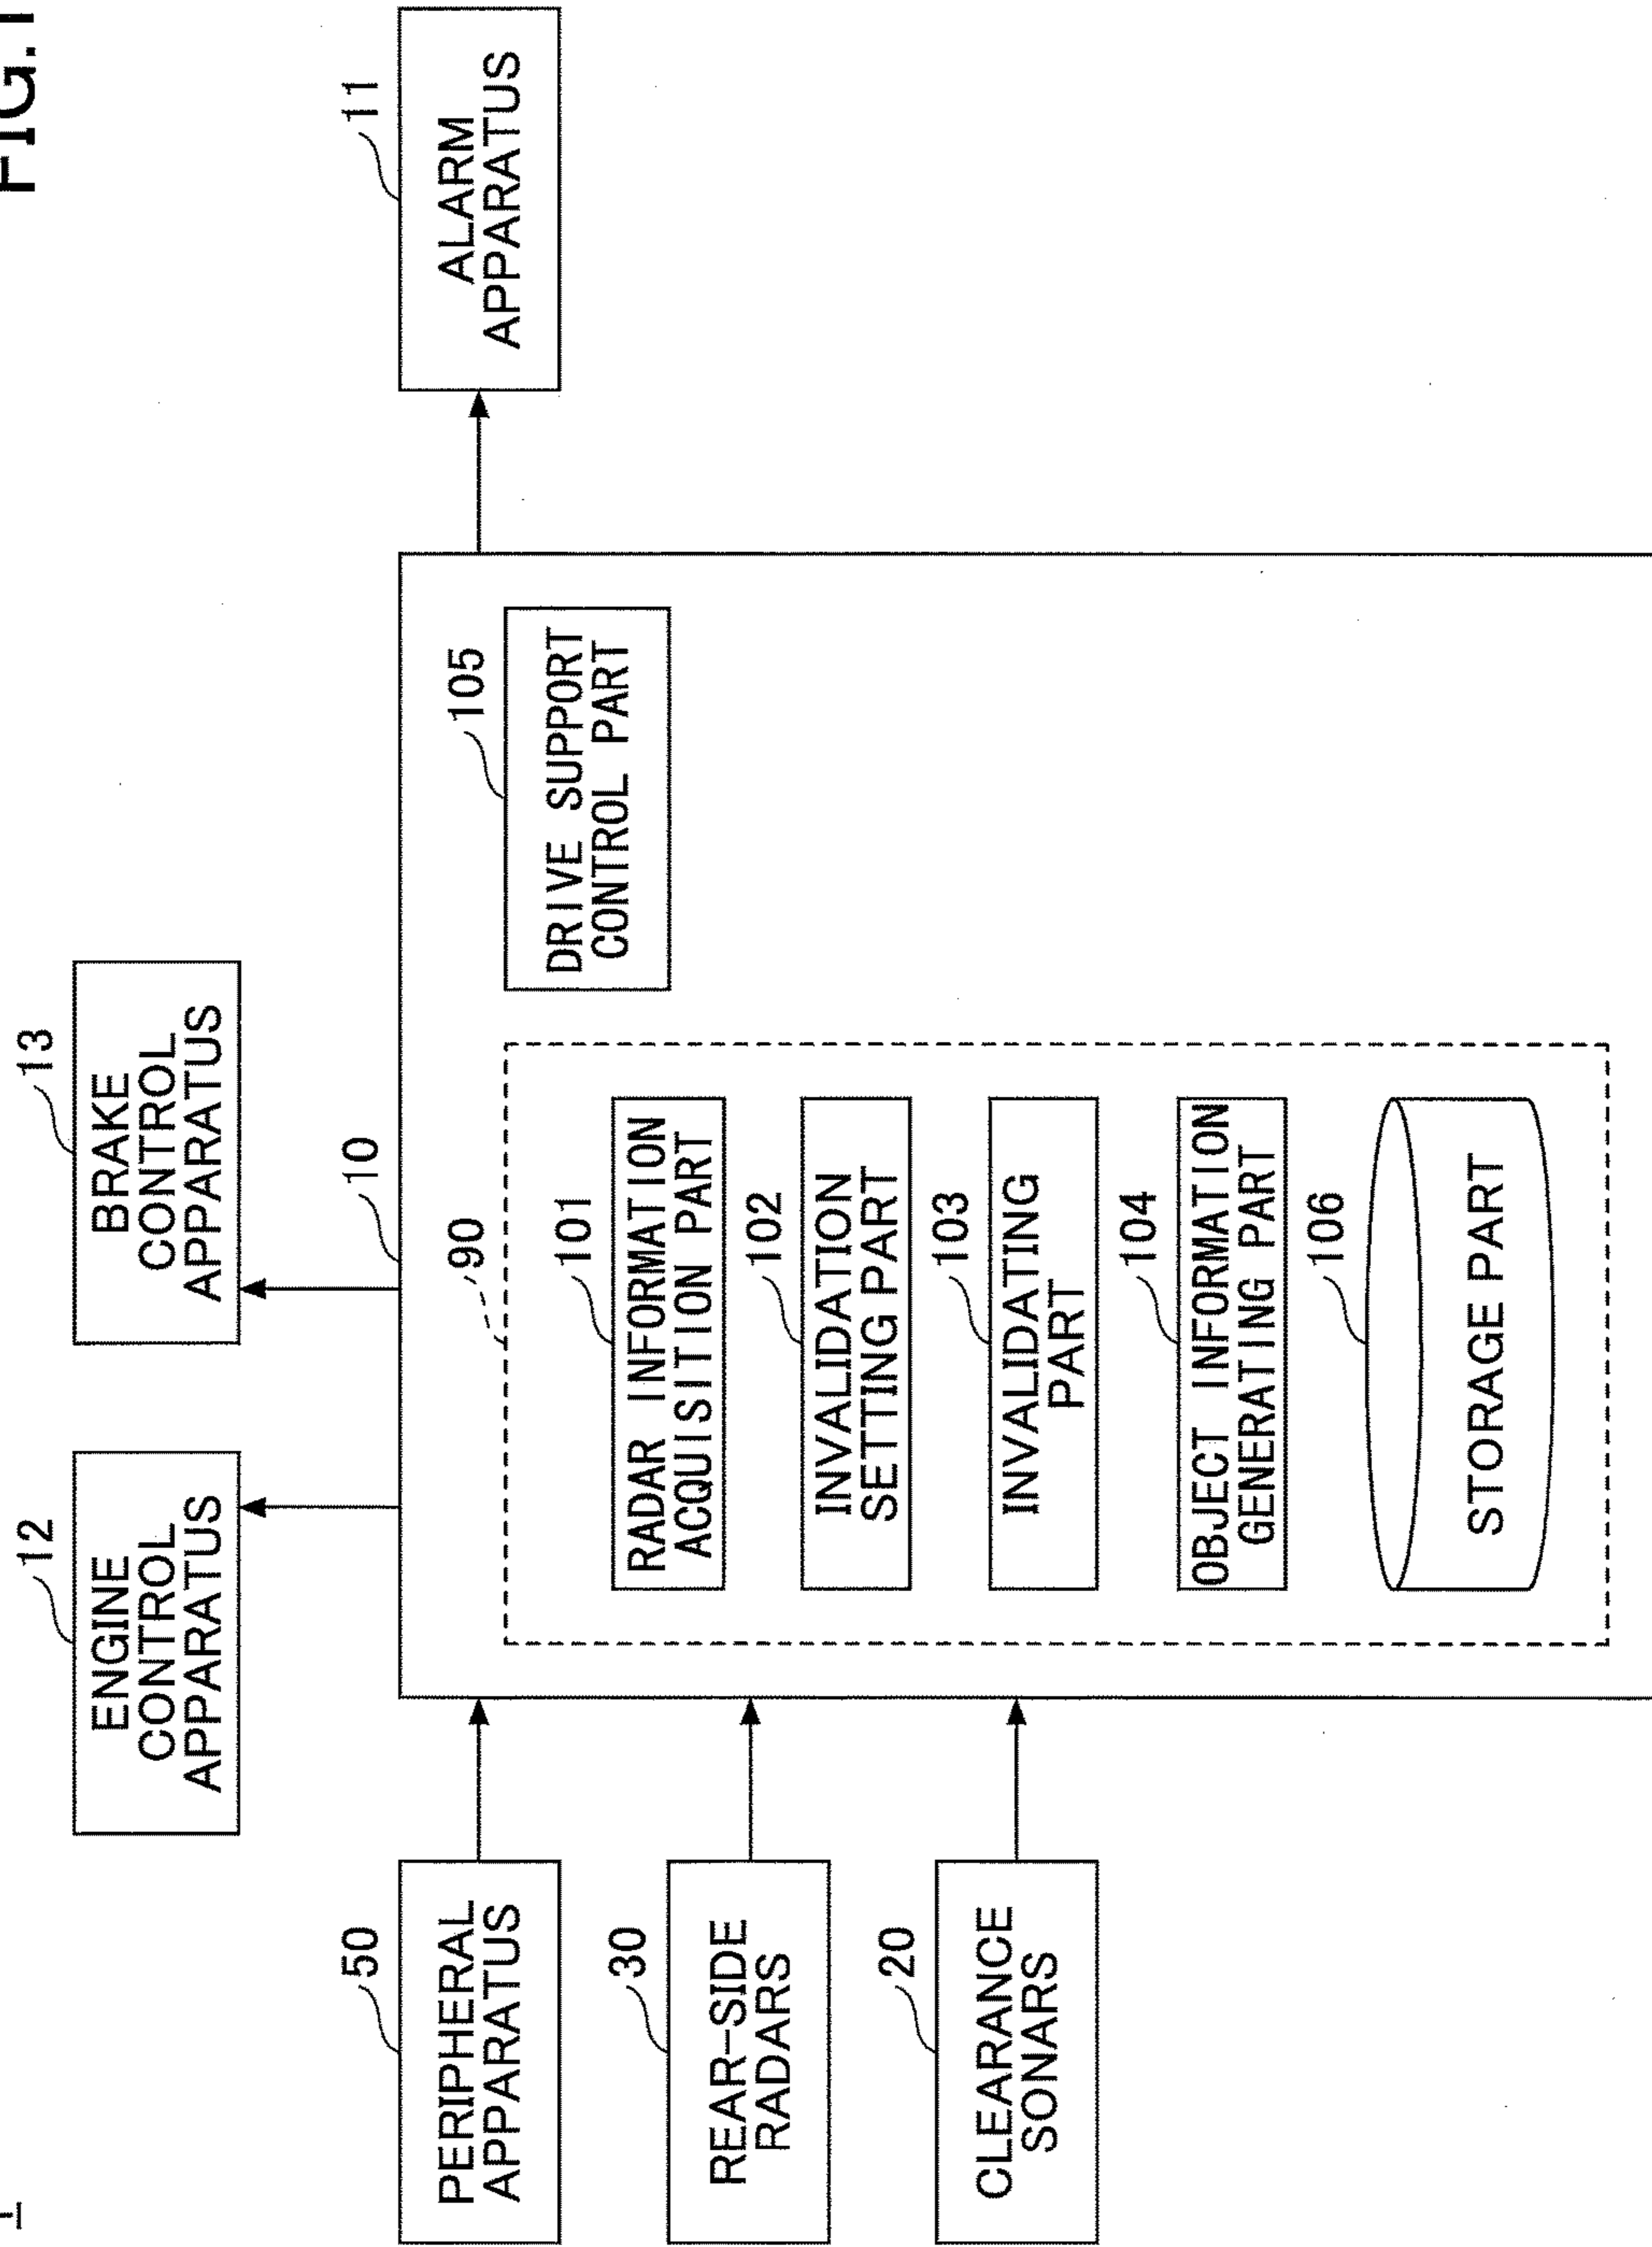 FIG.1
1
12
ENGINE
CONTROL
APPARATUS
13
BRAKE
CONTROL
APPARATUS
50
PERIPHERAL
APPARATUS
30
REAR-SIDE
RADARS
20
CLEARANCE
SONARS
10
90
101
RADAR INFORMATION
ACQUISITION PART
102
INVALIDATION
SETTING PART
103
INVALIDATING
PART
104
OBJECT INFORMATION
GENERATING PART
106
STORAGE PART
105
DRIVE SUPPORT
CONTROL PART
11
ALARM
APPARATUS